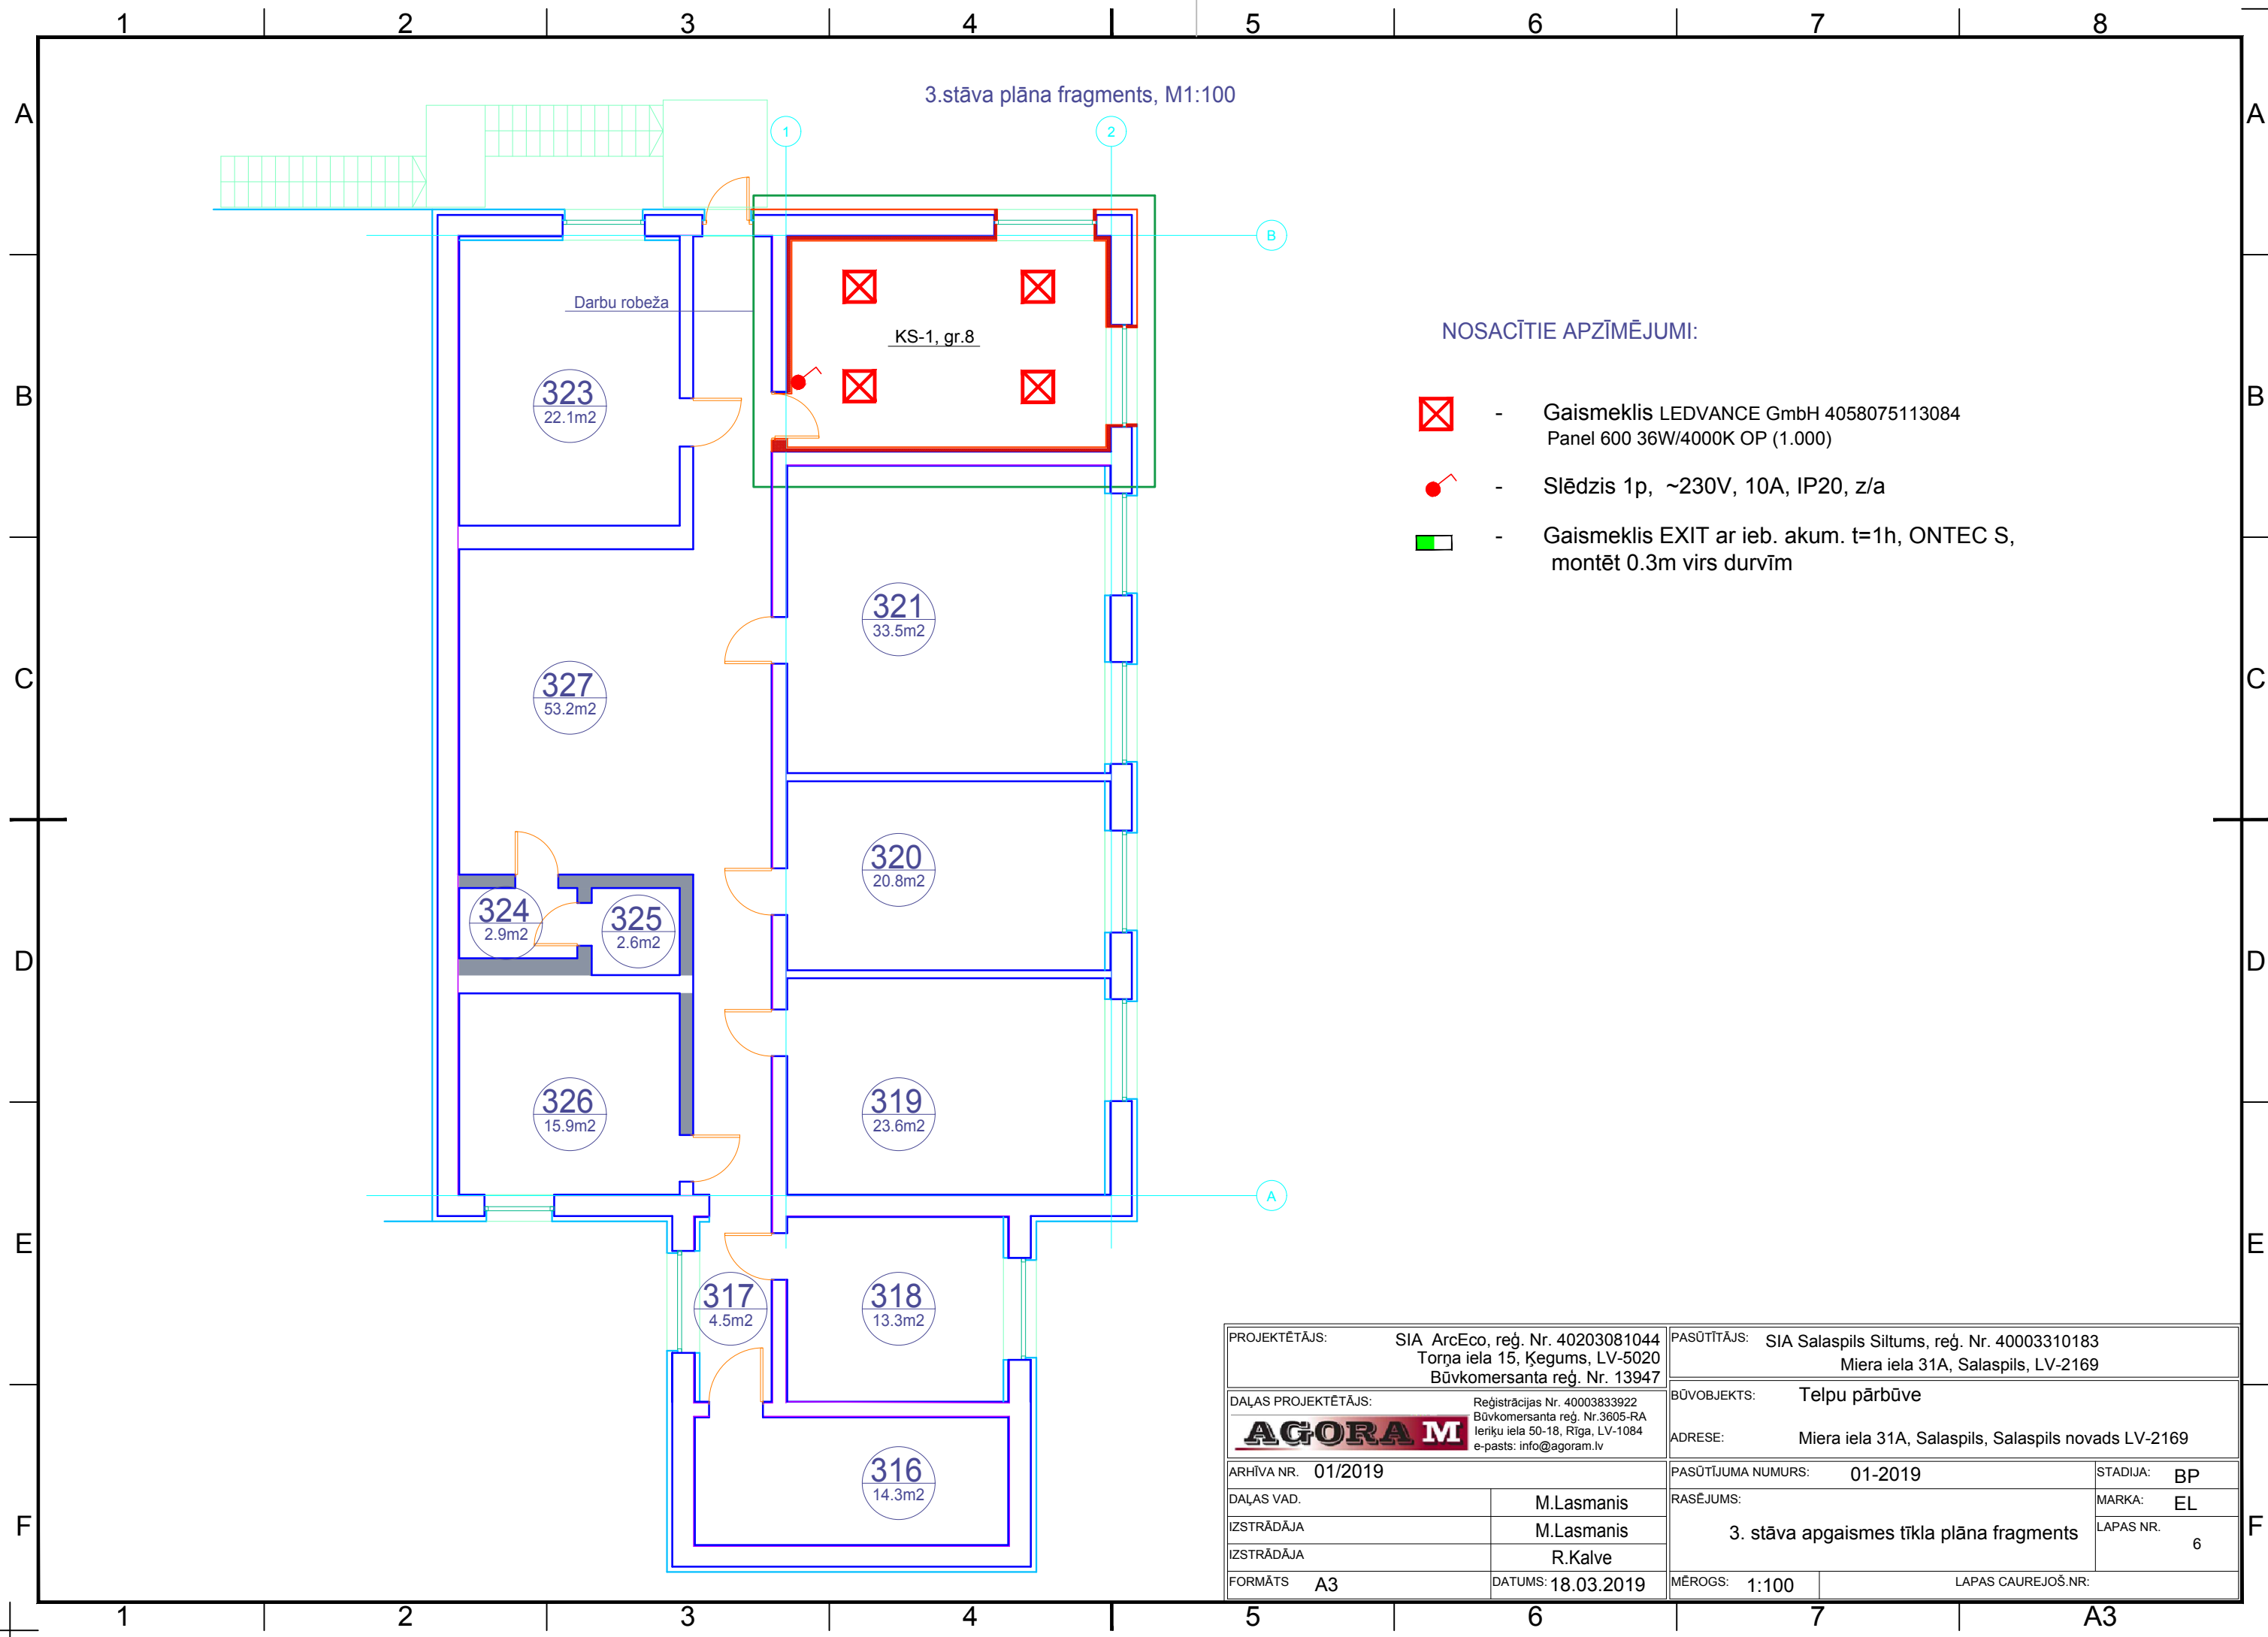 1 2 3 4 5 6 7 8
A A
3.stāva plāna fragments, M1:100
1 2
B
Darbu robeža
KS-1, gr.8
NOSACĪTIE APZĪMĒJUMI:
B B
323
22.1m2
- Gaismeklis LEDVANCE GmbH 4058075113084
Panel 600 36W/4000K OP (1.000)
- Slēdzis 1p, ~230V, 10A, IP20, z/a
- Gaismeklis EXIT ar ieb. akum. t=1h, ONTEC S,
montēt 0.3m virs durvīm
321
33.5m2
C C
327
53.2m2
320
20.8m2
324
2.9m2
325
2.6m2
D D
326
15.9m2
319
23.6m2
A
E E
317
4.5m2
318
13.3m2
316
14.3m2
F F
PROJEKTĒTĀJS: SIA ArcEco, reģ. Nr. 40203081044
Torņa iela 15, Ķegums, LV-5020
Būvkomersanta reģ. Nr. 13947
PASŪTĪTĀJS: SIA Salaspils Siltums, reģ. Nr. 40003310183
Miera iela 31A, Salaspils, LV-2169
DAĻAS PROJEKTĒTĀJS:
AGORA M
Reģistrācijas Nr. 40003833922
Būvkomersanta reģ. Nr.3605-RA
Ieriķu iela 50-18, Rīga, LV-1084
e-pasts: info@agoram.lv
BŪVOBJEKTS: Telpu pārbūve
ADRESE: Miera iela 31A, Salaspils, Salaspils novads LV-2169
ARHĪVA NR. 01/2019
PASŪTĪJUMA NUMURS: 01-2019
STADIJA: BP
DAĻAS VAD. M.Lasmanis
RASĒJUMS:
MARKA: EL
IZSTRĀDĀJA M.Lasmanis
3. stāva apgaismes tīkla plāna fragments
LAPAS NR. 6
IZSTRĀDĀJA R.Kalve
FORMĀTS A3
DATUMS: 18.03.2019
MĒROGS: 1:100
LAPAS CAUREJOŠ.NR:
1 2 3 4 5 6 7 A3